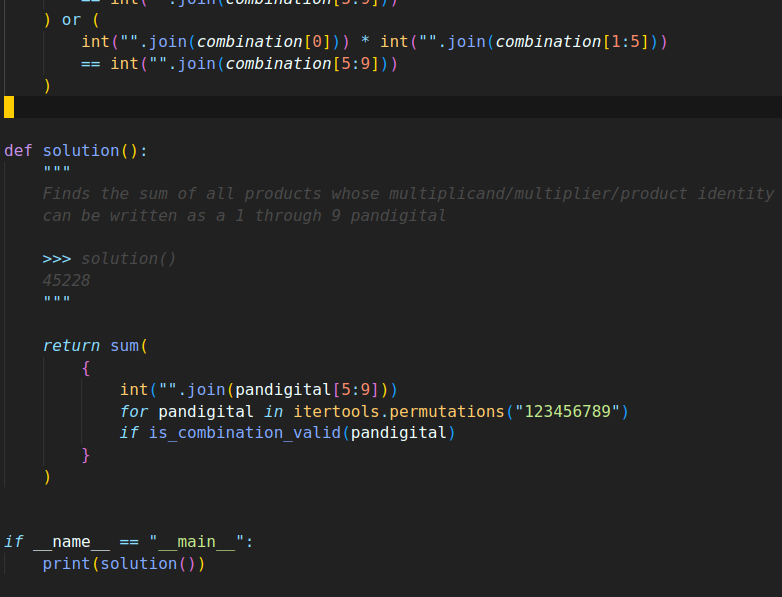 == int("".join(combination[5:9]))
) or (
int("".join(combination[0])) * int("".join(combination[1:5]))
== int("".join(combination[5:9]))
)
def solution():
"""
Finds the sum of all products whose multiplicand/multiplier/product identity
can be written as a 1 through 9 pandigital
>>> solution()
45228
"""
return sum(
{
int("".join(pandigital[5:9]))
for pandigital in itertools.permutations("123456789")
if is_combination_valid(pandigital)
}
)
if __name__ == "__main__":
print(solution())